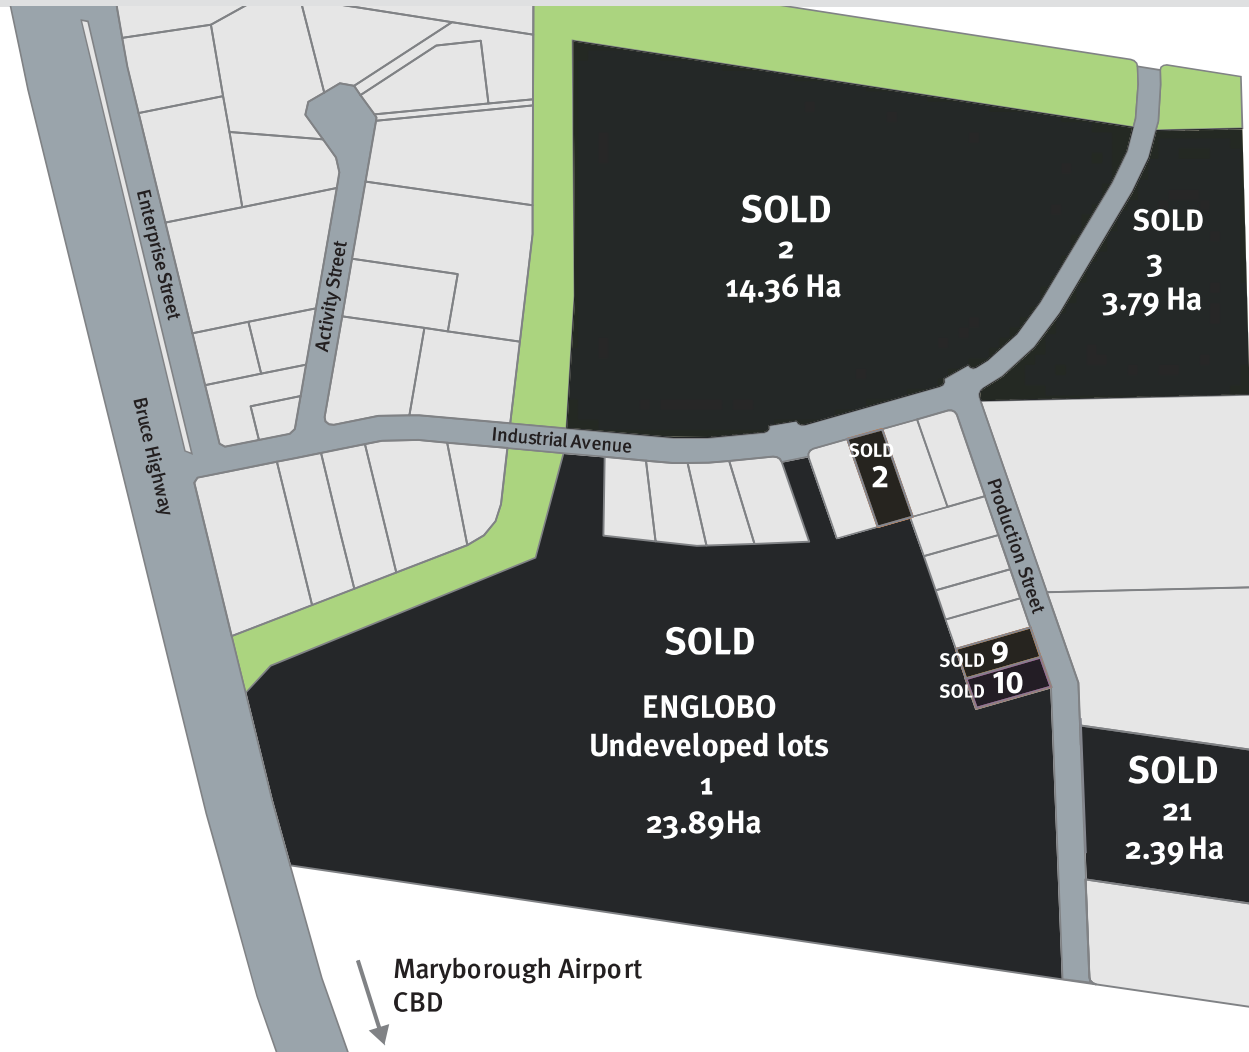 SOLD
2
14.36 Ha
SOLD
3
3.79 Ha
Enterprise Street
Activity Street
Bruce Highway
Industrial Avenue
SOLD
2
Production Street
SOLD
ENGLOBO
Undeveloped lots
1
23.89Ha
SOLD 9
SOLD 10
SOLD
21
2.39 Ha
Maryborough Airport
CBD